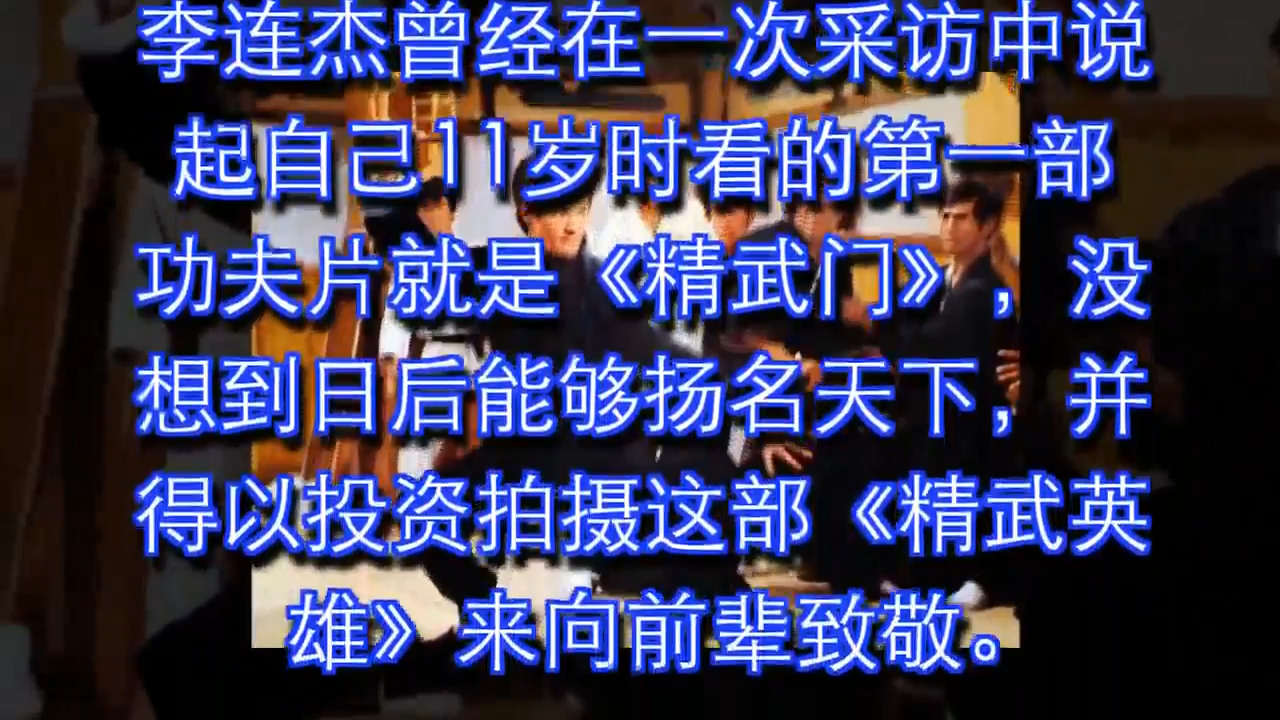 李连杰曾经在一次采访中说
起自己11岁时看的第一部
功夫片就是《精武门》，没
想到日后能够扬名天下，并
得以投资拍摄这部《精武英
雄》来向前辈致敬。